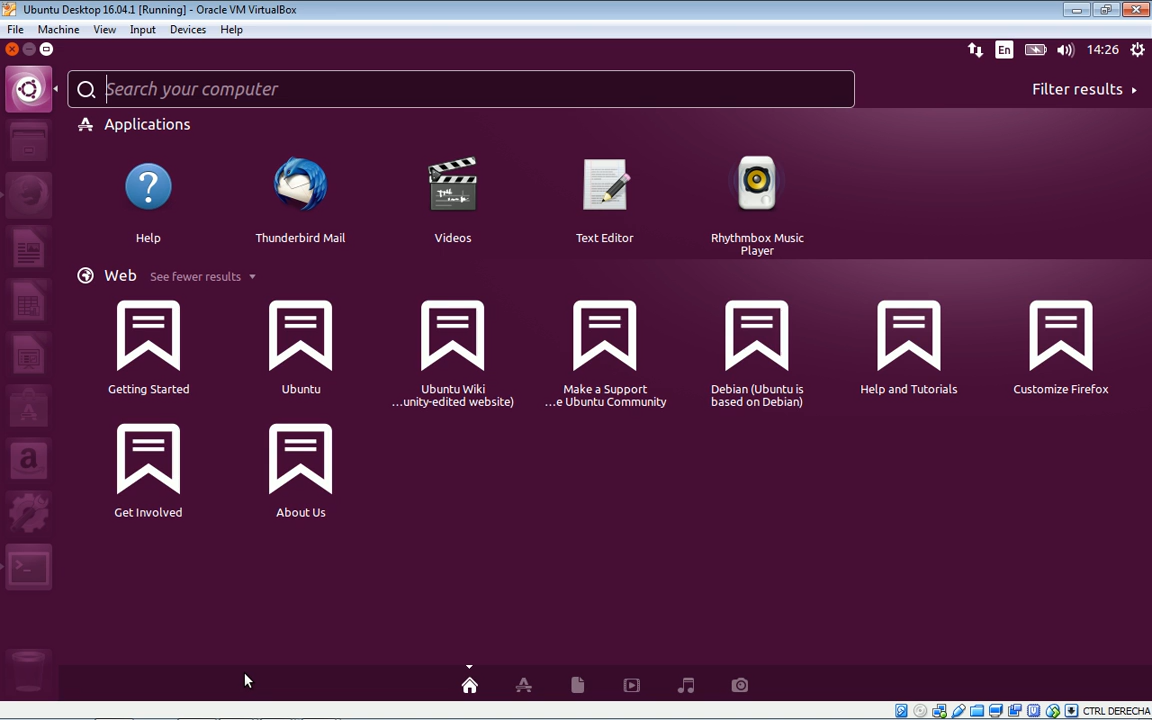 Ubuntu Desktop 16.04.1 [Running] - Oracle VM VirtualBox
File Machine View Input Devices Help
En 14:26
Search your computer
Filter results
Applications
Help
Thunderbird Mail
Videos
Text Editor
Rhythmbox Music
Player
Web See fewer results
Getting Started
Ubuntu
Ubuntu Wiki
...unity-edited website)
Make a Support
...e Ubuntu Community
Debian (Ubuntu is
based on Debian)
Help and Tutorials
Customize Firefox
Get Involved
About Us
CTRL DERECHA